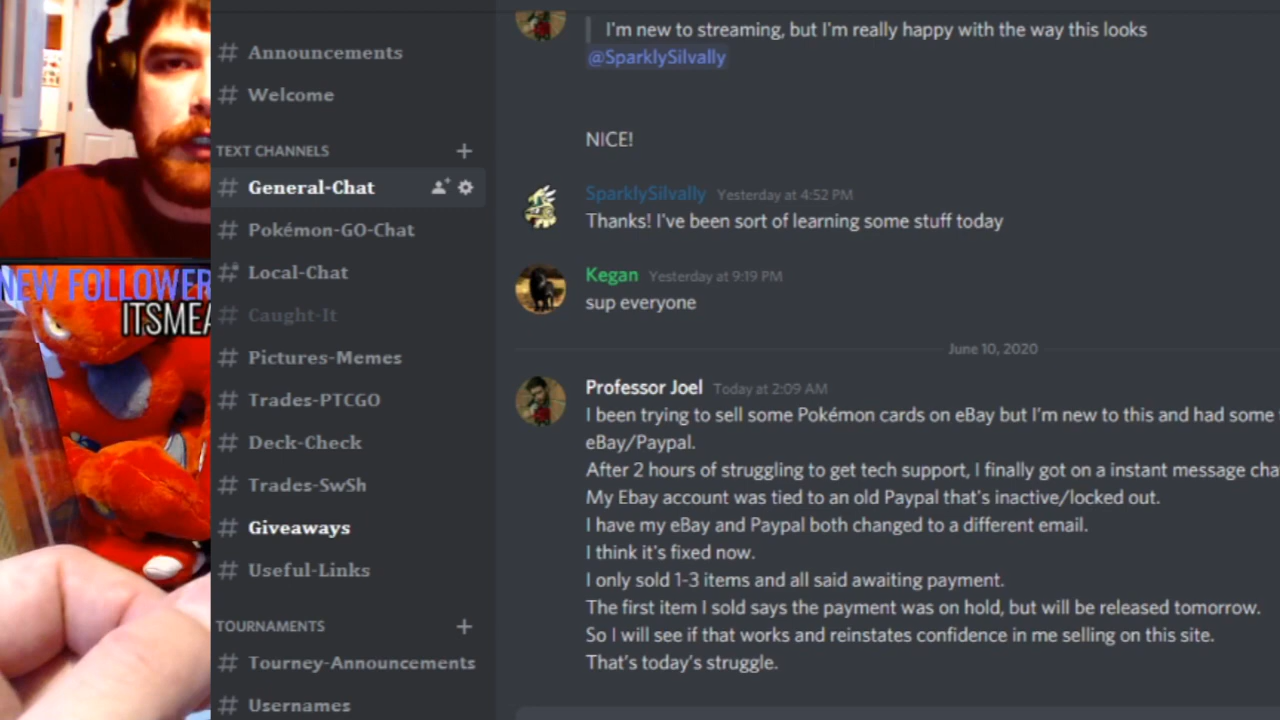 NEW FOLLOWER
ITSMEA
# Announcements
# Welcome
TEXT CHANNELS +
# General-Chat
# Pokémon-GO-Chat
# Local-Chat
# Caught-It
# Pictures-Memes
# Trades-PTCGO
# Deck-Check
# Trades-SwSh
# Giveaways
# Useful-Links
TOURNAMENTS +
# Tourney-Announcements
# Usernames
I'm new to streaming, but I'm really happy with the way this looks
@SparklySilvally
NICE!
SparklySilvally Yesterday at 4:52 PM
Thanks! I've been sort of learning some stuff today
Kegan Yesterday at 9:19 PM
sup everyone
June 10, 2020
Professor Joel Today at 2:09 AM
I been trying to sell some Pokémon cards on eBay but I'm new to this and had some
eBay/Paypal.
After 2 hours of struggling to get tech support, I finally got on a instant message cha
My Ebay account was tied to an old Paypal that's inactive/locked out.
I have my eBay and Paypal both changed to a different email.
I think it's fixed now.
I only sold 1-3 items and all said awaiting payment.
The first item I sold says the payment was on hold, but will be released tomorrow.
So I will see if that works and reinstates confidence in me selling on this site.
That's today's struggle.